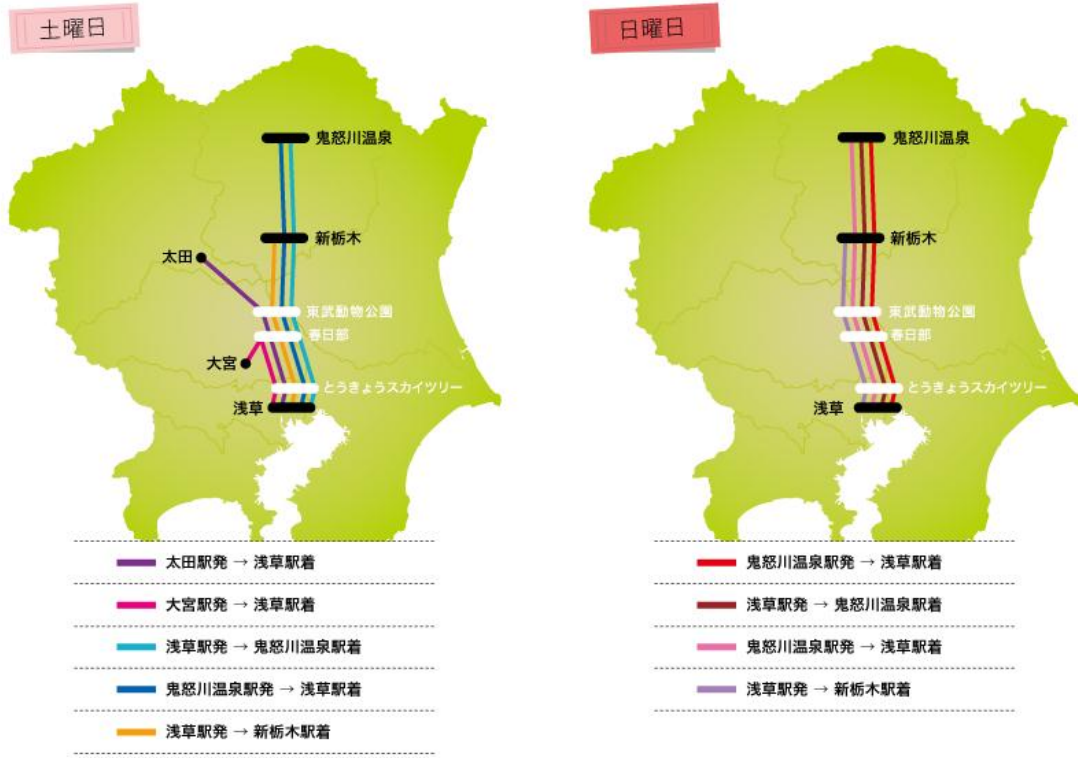 土曜日
鬼怒川温泉
新栃木
太田
東武動物公園
春日部
大宮
とうきょうスカイツリー
浅草
太田駅発 → 浅草駅着
大宮駅発 → 浅草駅着
浅草駅発 → 鬼怒川温泉駅着
鬼怒川温泉駅発 → 浅草駅着
浅草駅発 → 新栃木駅着
日曜日
鬼怒川温泉
新栃木
東武動物公園
春日部
とうきょうスカイツリー
浅草
鬼怒川温泉駅発 → 浅草駅着
浅草駅発 → 鬼怒川温泉駅着
鬼怒川温泉駅発 → 浅草駅着
浅草駅発 → 新栃木駅着